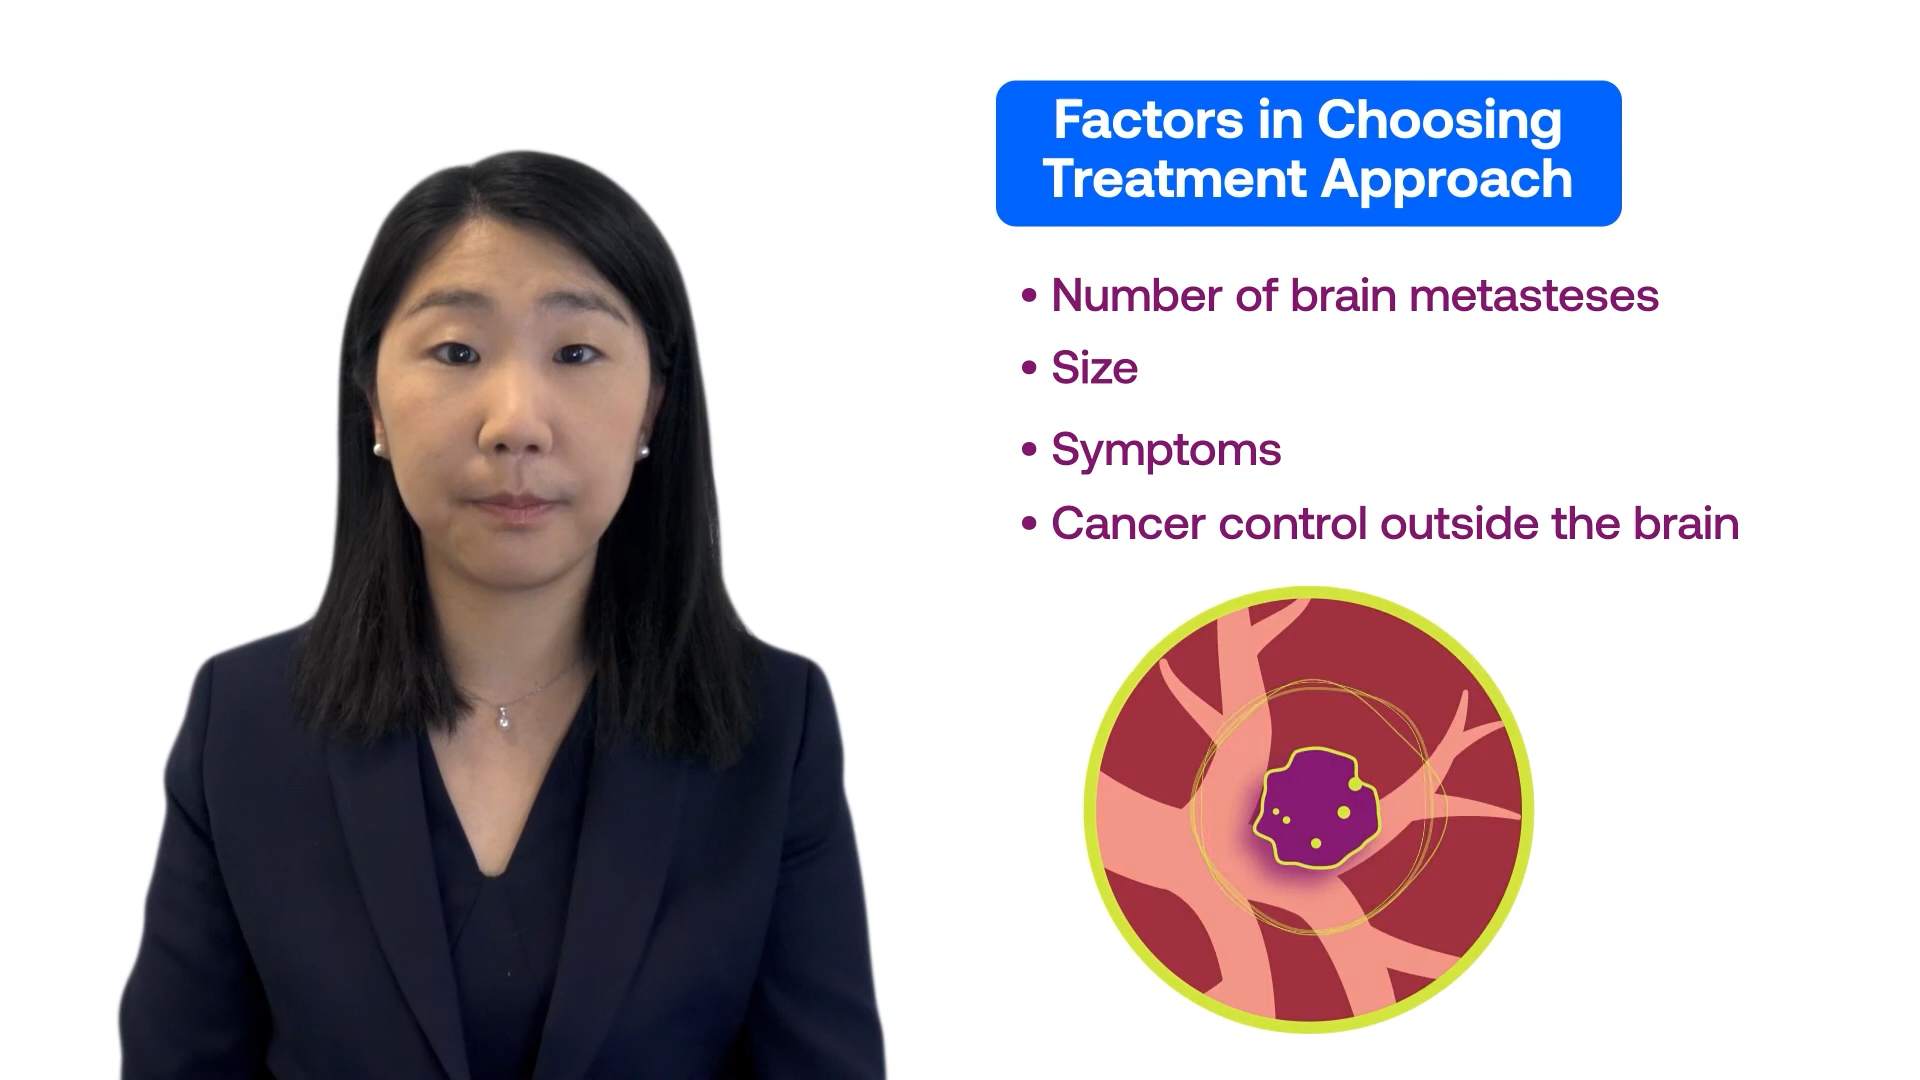 Factors in Choosing
Treatment Approach
• Number of brain metasteses
• Size
• Symptoms
• Cancer control outside the brain